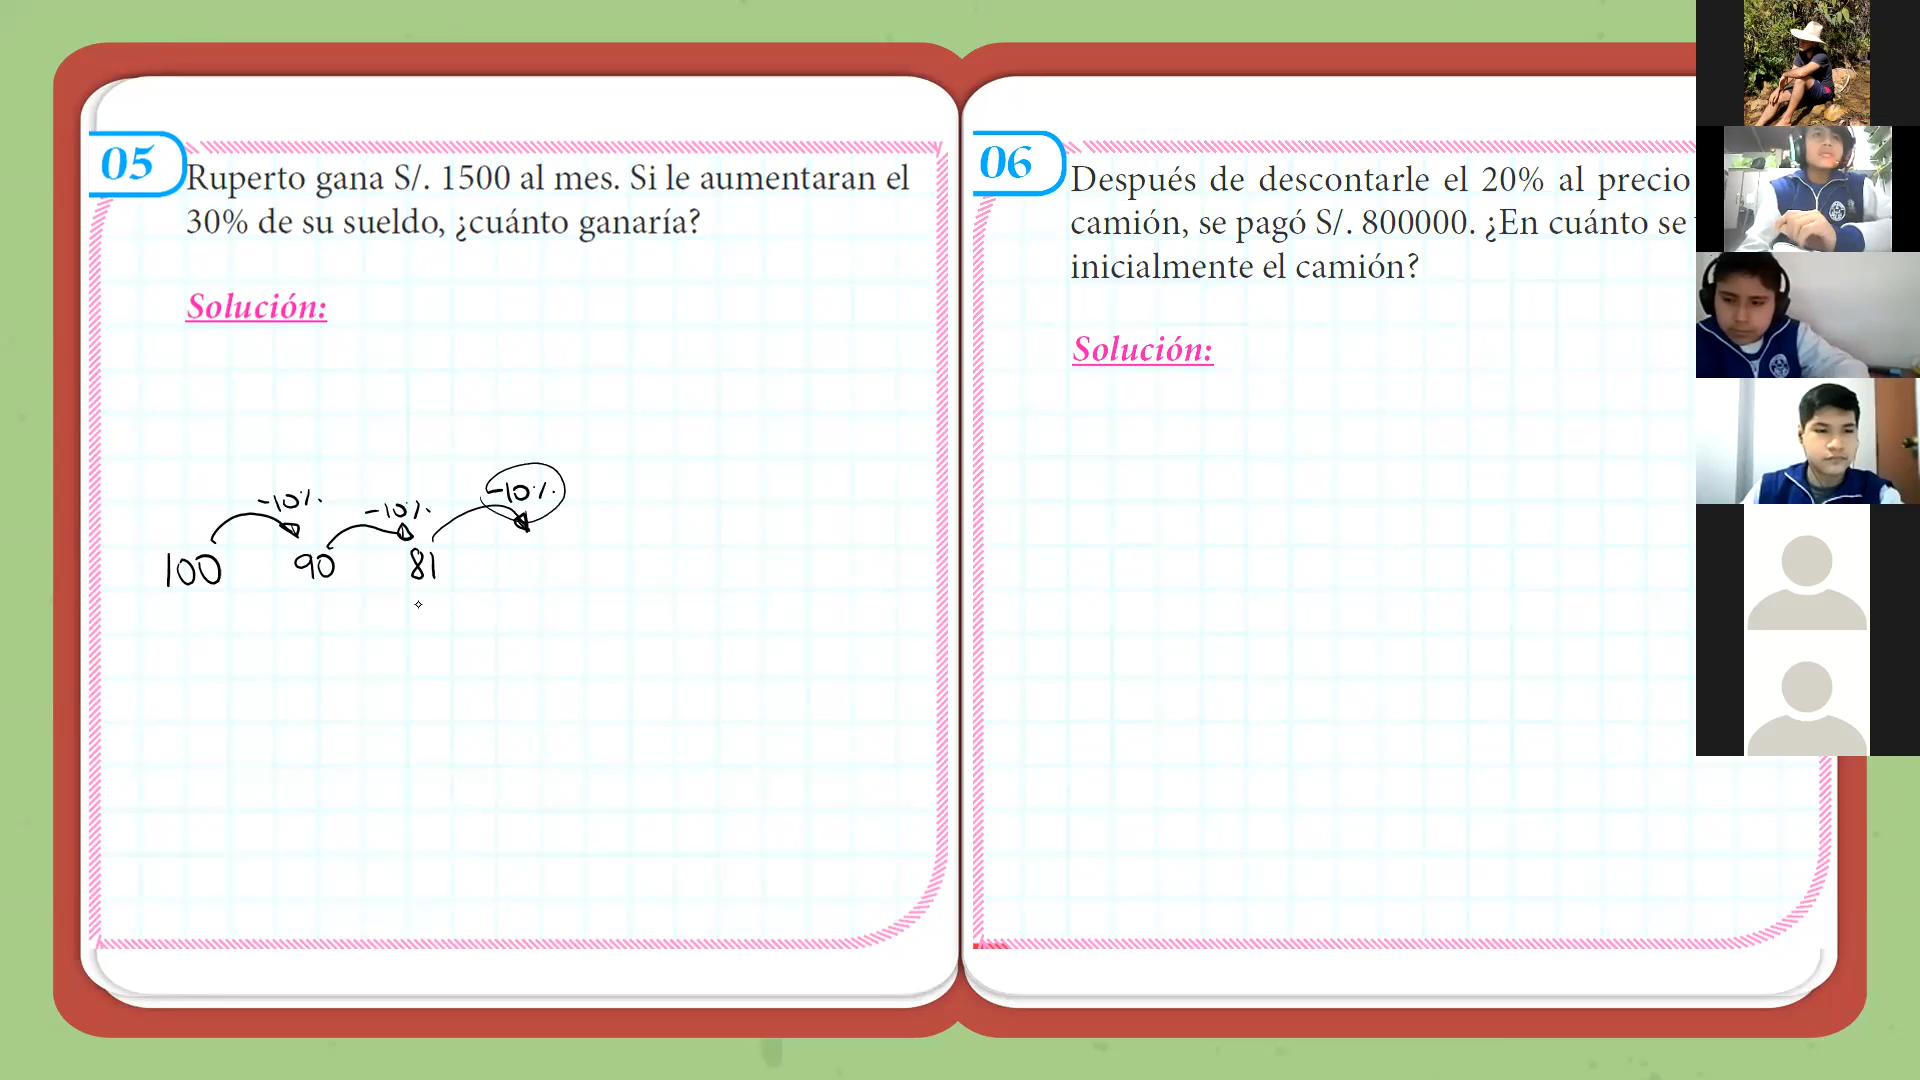 05
Ruperto gana S/. 1500 al mes. Si le aumentaran el
30% de su sueldo, ¿cuánto ganaría?
Solución:
-10%
-10%
-10%
100 90 81
06
Después de descontarle el 20% al precio
camión, se pagó S/. 800000. ¿En cuánto se
inicialmente el camión?
Solución: